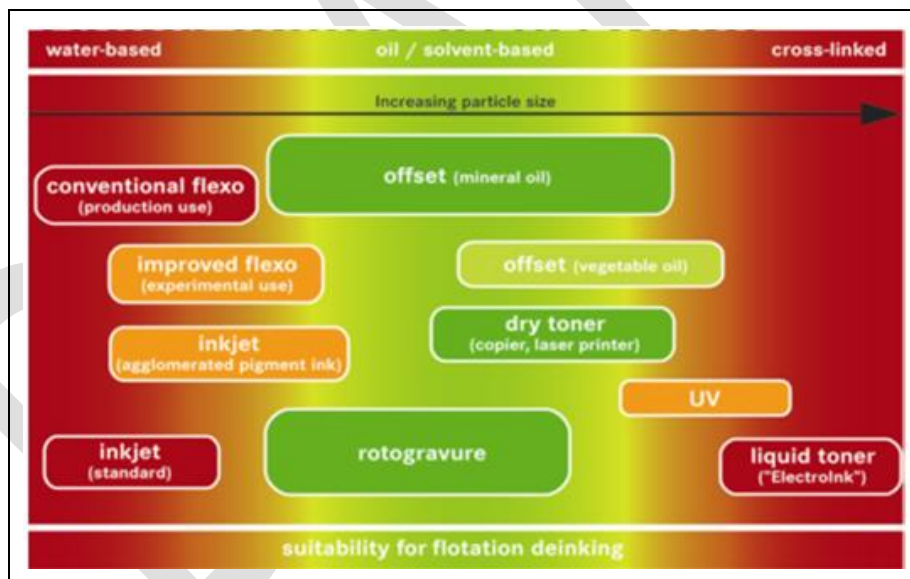 water-based oil / solvent-based cross-linked
Increasing particle size
offset (mineral oil)
conventional flexo
(production use)
improved flexo
(experimental use)
offset (vegetable oil)
inkjet
(agglomerated pigment ink)
dry toner
(copier, laser printer)
UV
inkjet
(standard)
rotogravure
liquid toner
("ElectroInk")
suitability for flotation deinking